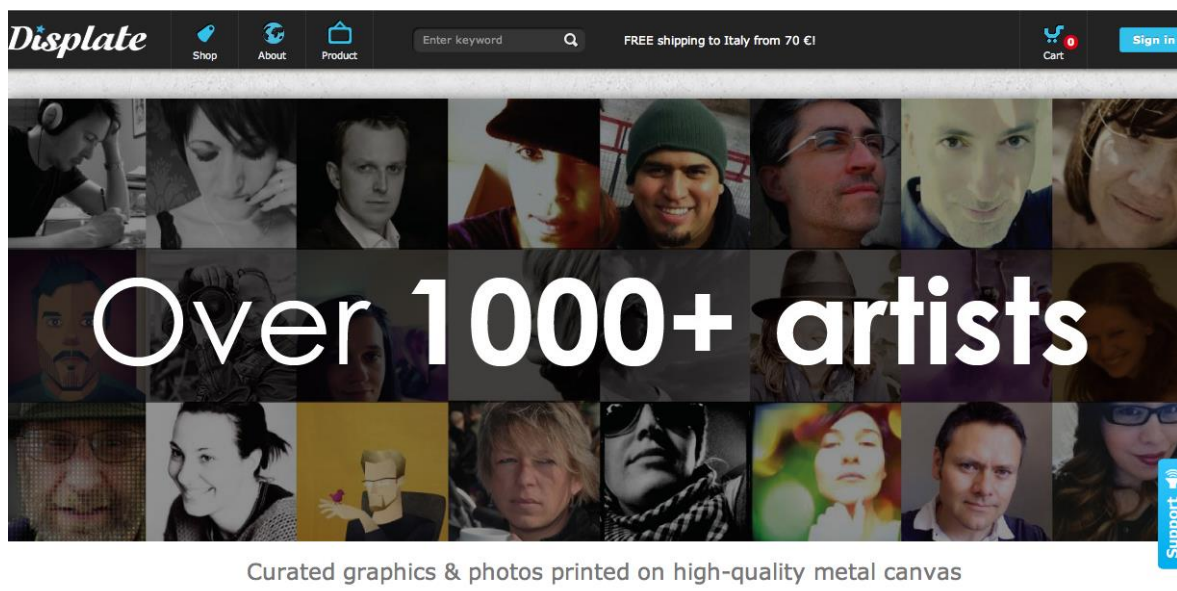 Displate
Shop
About
Product
Enter keyword
FREE shipping to Italy from 70 €!
0
Cart
Sign in
Over 1000+ artists
Support
Curated graphics & photos printed on high-quality metal canvas